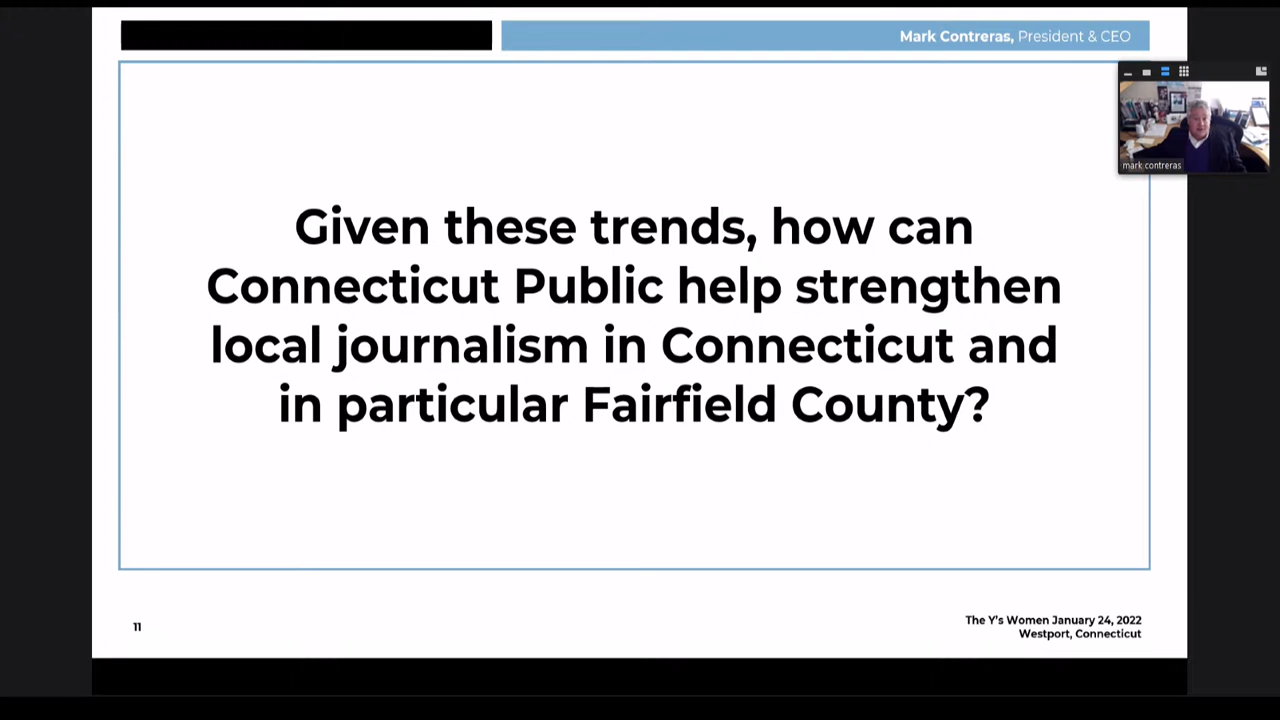 Mark Contreras, President & CEO
mark contreras
Given these trends, how can
Connecticut Public help strengthen
local journalism in Connecticut and
in particular Fairfield County?
11
The Y's Women January 24, 2022
Westport, Connecticut